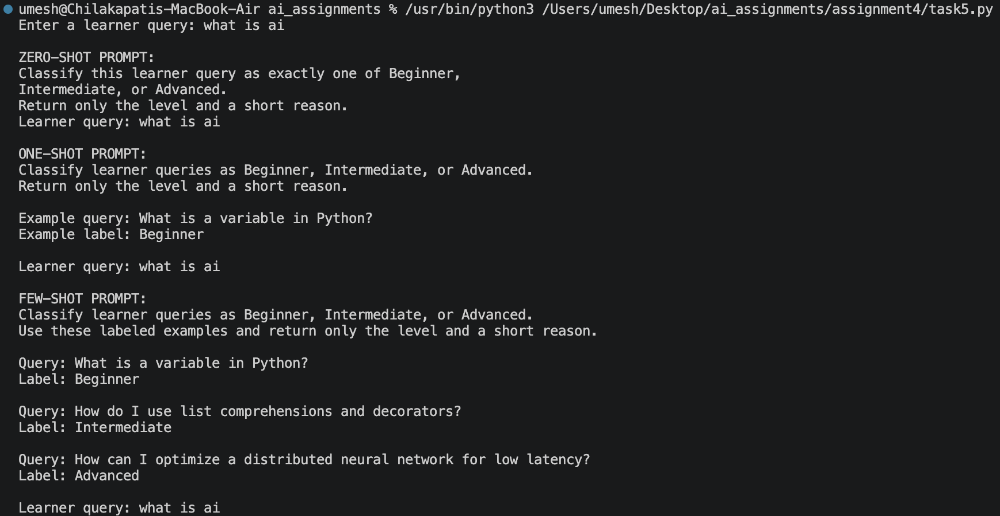 umesh@Chilakapatis-MacBook-Air ai_assignments % /usr/bin/python3 /Users/umesh/Desktop/ai_assignments/assignment4/task5.py
Enter a learner query: what is ai
ZERO-SHOT PROMPT:
Classify this learner query as exactly one of Beginner,
Intermediate, or Advanced.
Return only the level and a short reason.
Learner query: what is ai
ONE-SHOT PROMPT:
Classify learner queries as Beginner, Intermediate, or Advanced.
Return only the level and a short reason.
Example query: What is a variable in Python?
Example label: Beginner
Learner query: what is ai
FEW-SHOT PROMPT:
Classify learner queries as Beginner, Intermediate, or Advanced.
Use these labeled examples and return only the level and a short reason.
Query: What is a variable in Python?
Label: Beginner
Query: How do I use list comprehensions and decorators?
Label: Intermediate
Query: How can I optimize a distributed neural network for low latency?
Label: Advanced
Learner query: what is ai